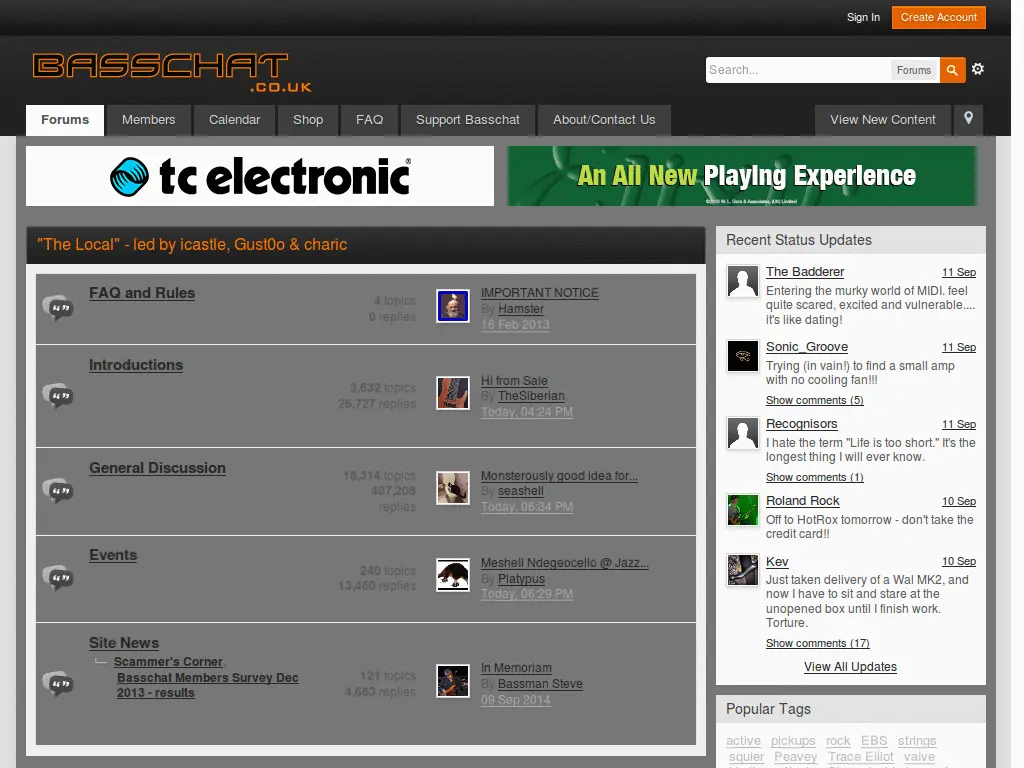 Sign In
Create Account
BASSCHAT
.CO.UK
Search...
Forums
Forums
Members
Calendar
Shop
FAQ
Support Basschat
About/Contact Us
View New Content
tc electronic®
An All New Playing Experience
©2013 W. L. Gore & Associates, (UK) Limited
"The Local" - led by icastle, Gust0o & charic
FAQ and Rules
4 topics
0 replies
IMPORTANT NOTICE
By Hamster
16 Feb 2013
Introductions
3,632 topics
26,727 replies
Hi from Sale
By TheSiberian
Today, 04:24 PM
General Discussion
18,314 topics
407,208
replies
Monsterously good idea for...
By seashell
Today, 06:34 PM
Events
240 topics
13,460 replies
Meshell Ndegeocello @ Jazz...
By Platypus
Today, 06:29 PM
Site News
Scammer's Corner,
Basschat Members Survey Dec
2013 - results
121 topics
4,683 replies
In Memoriam
By Bassman Steve
09 Sep 2014
Recent Status Updates
The Badderer
11 Sep
Entering the murky world of MIDI. feel
quite scared, excited and vulnerable....
it's like dating!
Sonic_Groove
11 Sep
Trying (in vain!) to find a small amp
with no cooling fan!!!
Show comments (5)
Recognisors
11 Sep
I hate the term "Life is too short." It's the
longest thing I will ever know.
Show comments (1)
Roland Rock
10 Sep
Off to HotRox tomorrow - don't take the
credit card!!
Kev
10 Sep
Just taken delivery of a Wal MK2, and
now I have to sit and stare at the
unopened box until I finish work.
Torture.
Show comments (17)
View All Updates
Popular Tags
active pickups rock EBS strings
squier Peavey Trace Elliot valve